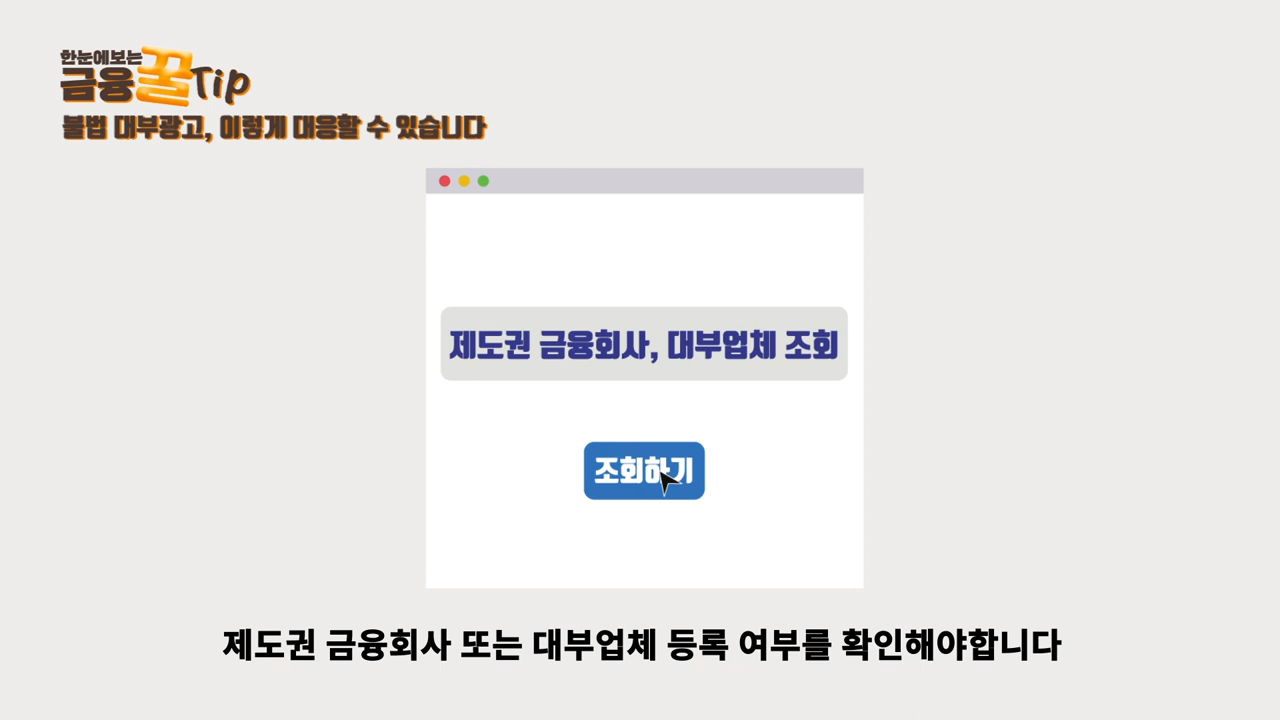 한눈에보는
금융꿀Tip
불법 대부광고, 이렇게 대응할 수 있습니다
제도권 금융회사, 대부업체 조회
조회하기
제도권 금융회사 또는 대부업체 등록 여부를 확인해야합니다